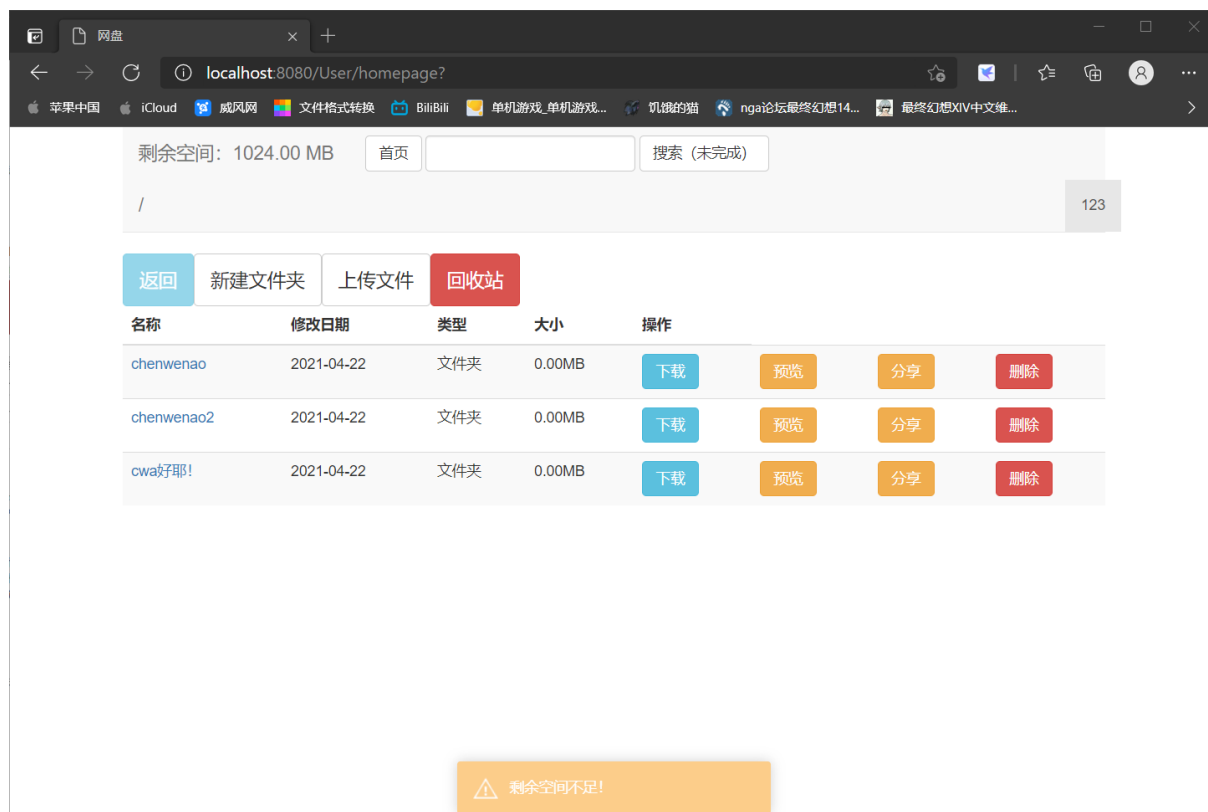 网盘
localhost:8080/User/homepage?
苹果中国 iCloud 威风网 文件格式转换 BiliBili 单机游戏_单机游戏... 饥饿的猫 nga论坛最终幻想14... 最终幻想XIV中文维...
剩余空间：1024.00 MB 首页 搜索（未完成）
/ 123
返回 新建文件夹 上传文件 回收站
名称 修改日期 类型 大小 操作
chenwenao 2021-04-22 文件夹 0.00MB 下载 预览 分享 删除
chenwenao2 2021-04-22 文件夹 0.00MB 下载 预览 分享 删除
cwa好耶！ 2021-04-22 文件夹 0.00MB 下载 预览 分享 删除
剩余空间不足！